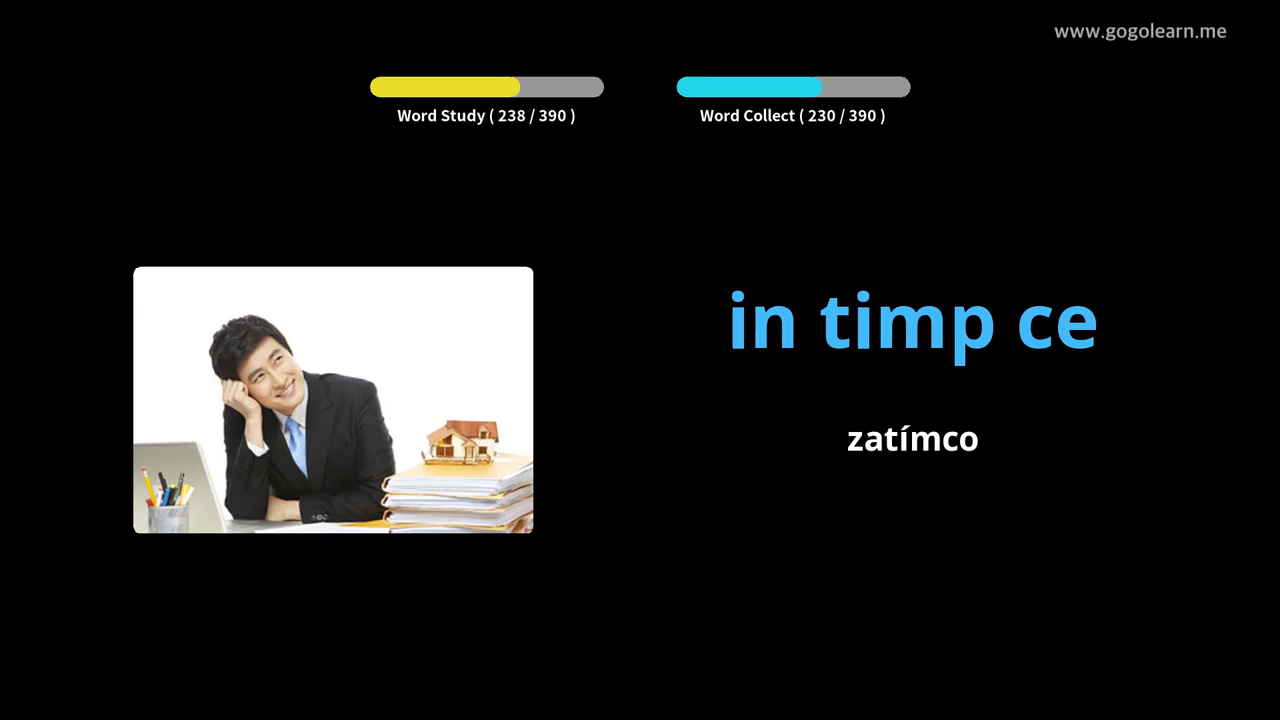 www.gogolearn.me
Word Study ( 238 / 390 )
Word Collect ( 230 / 390 )
in timp ce
zatímco